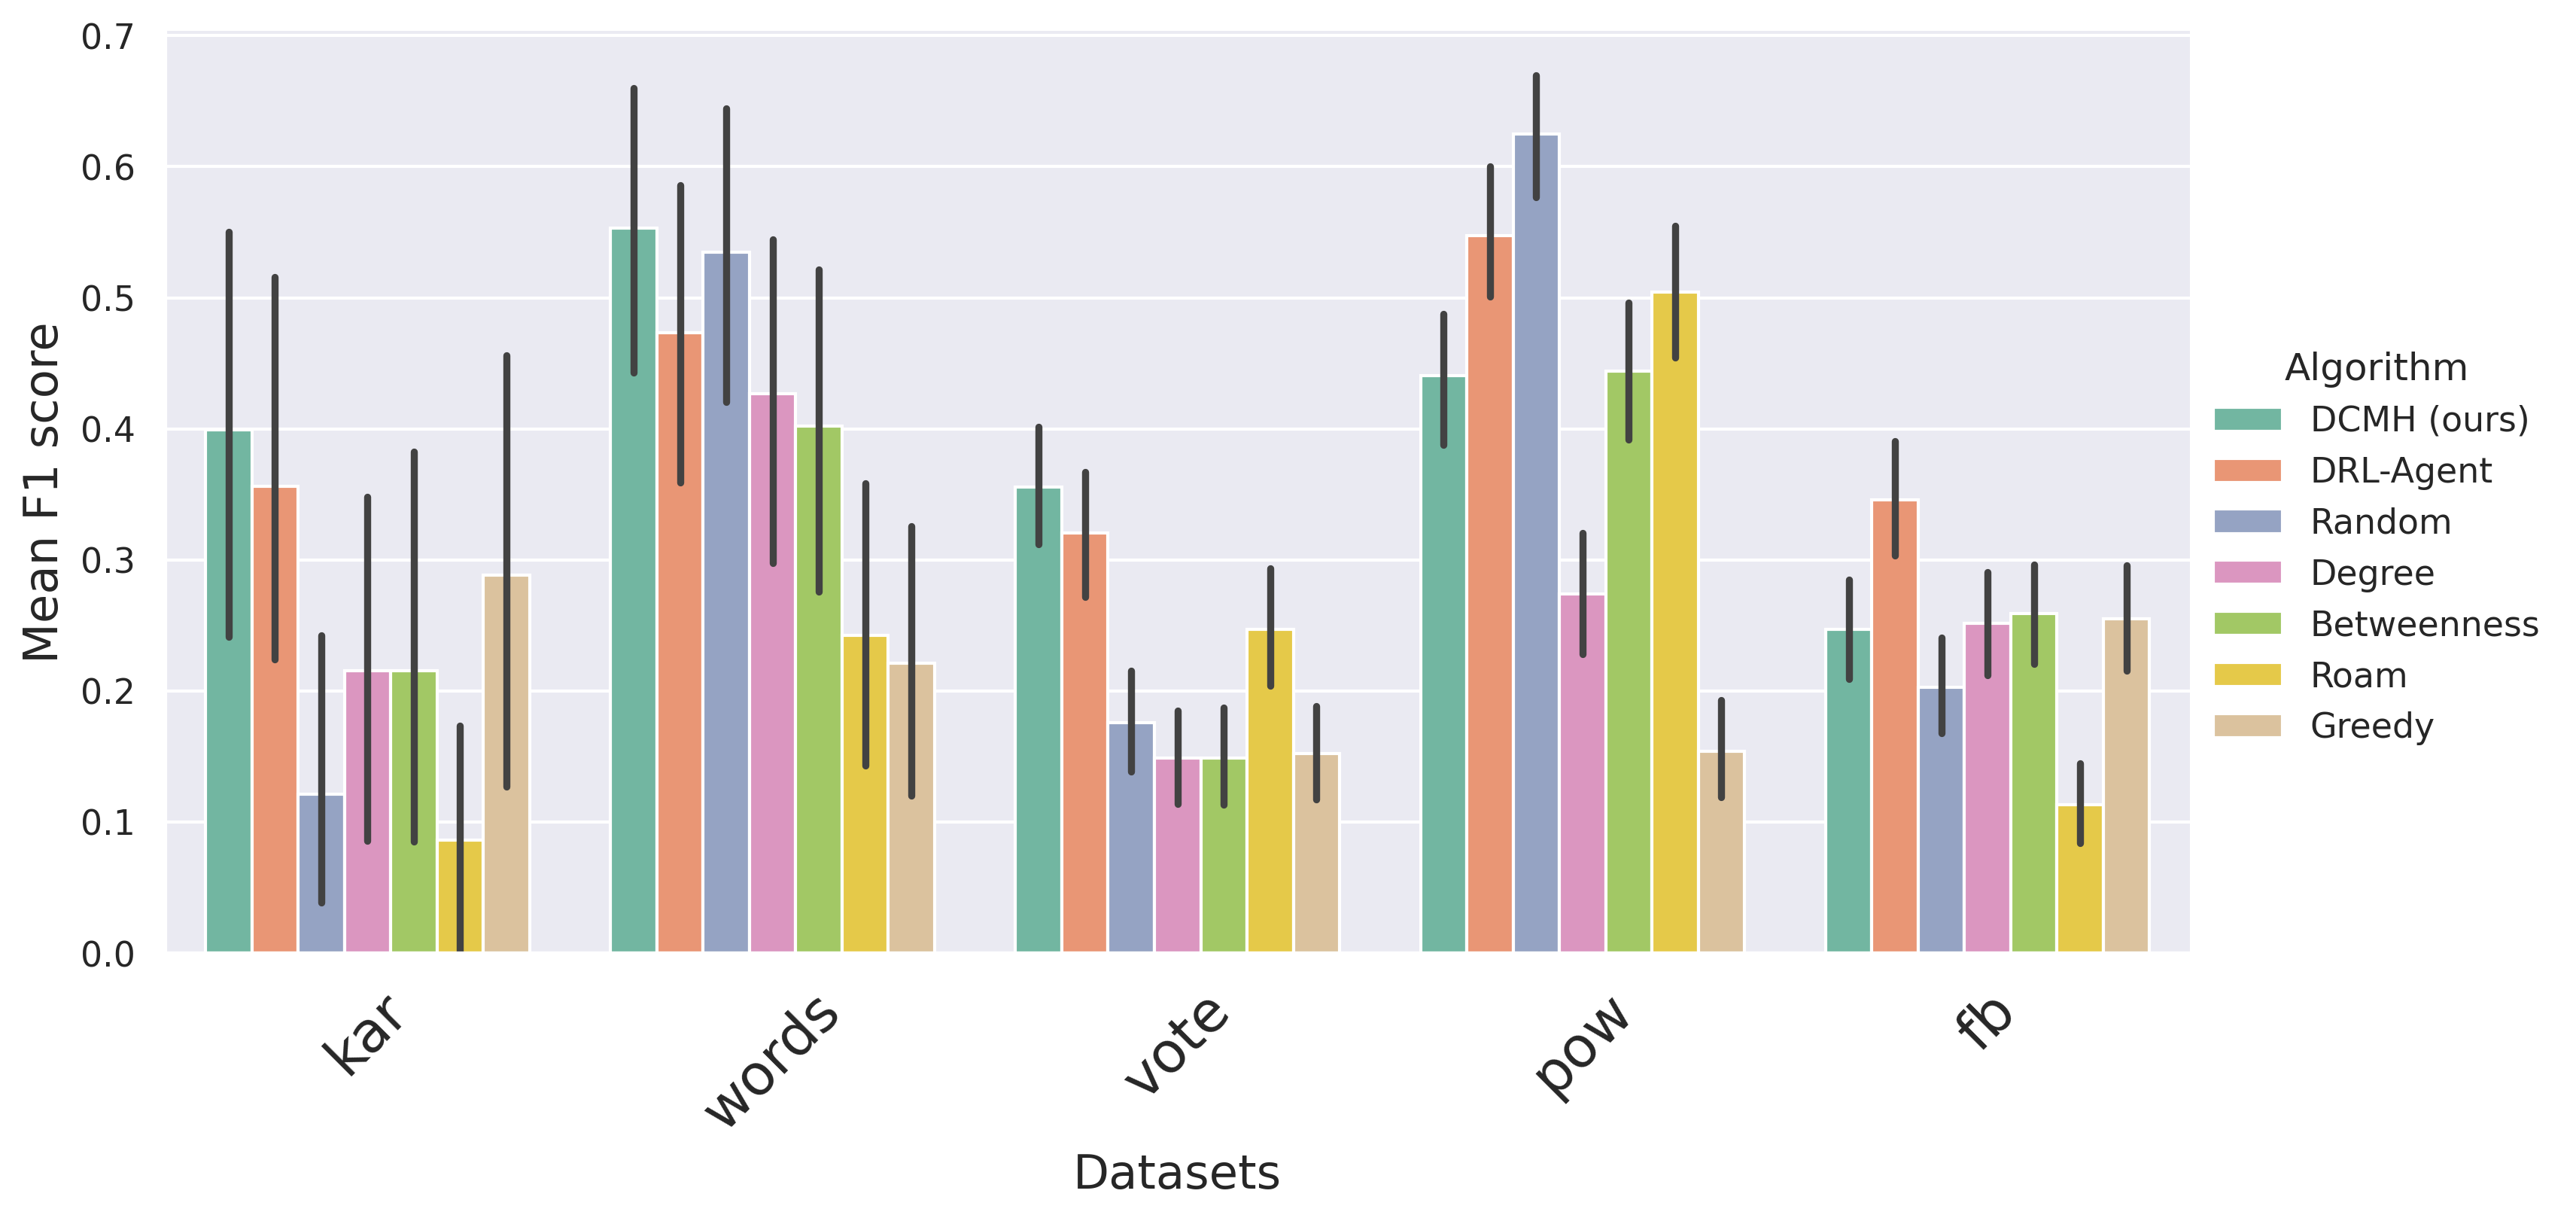 Mean F1 score
0.7
0.6
0.5
0.4
0.3
0.2
0.1
0.0
kar
words
vote
pow
fb
Datasets
Algorithm
DCMH (ours)
DRL-Agent
Random
Degree
Betweenness
Roam
Greedy